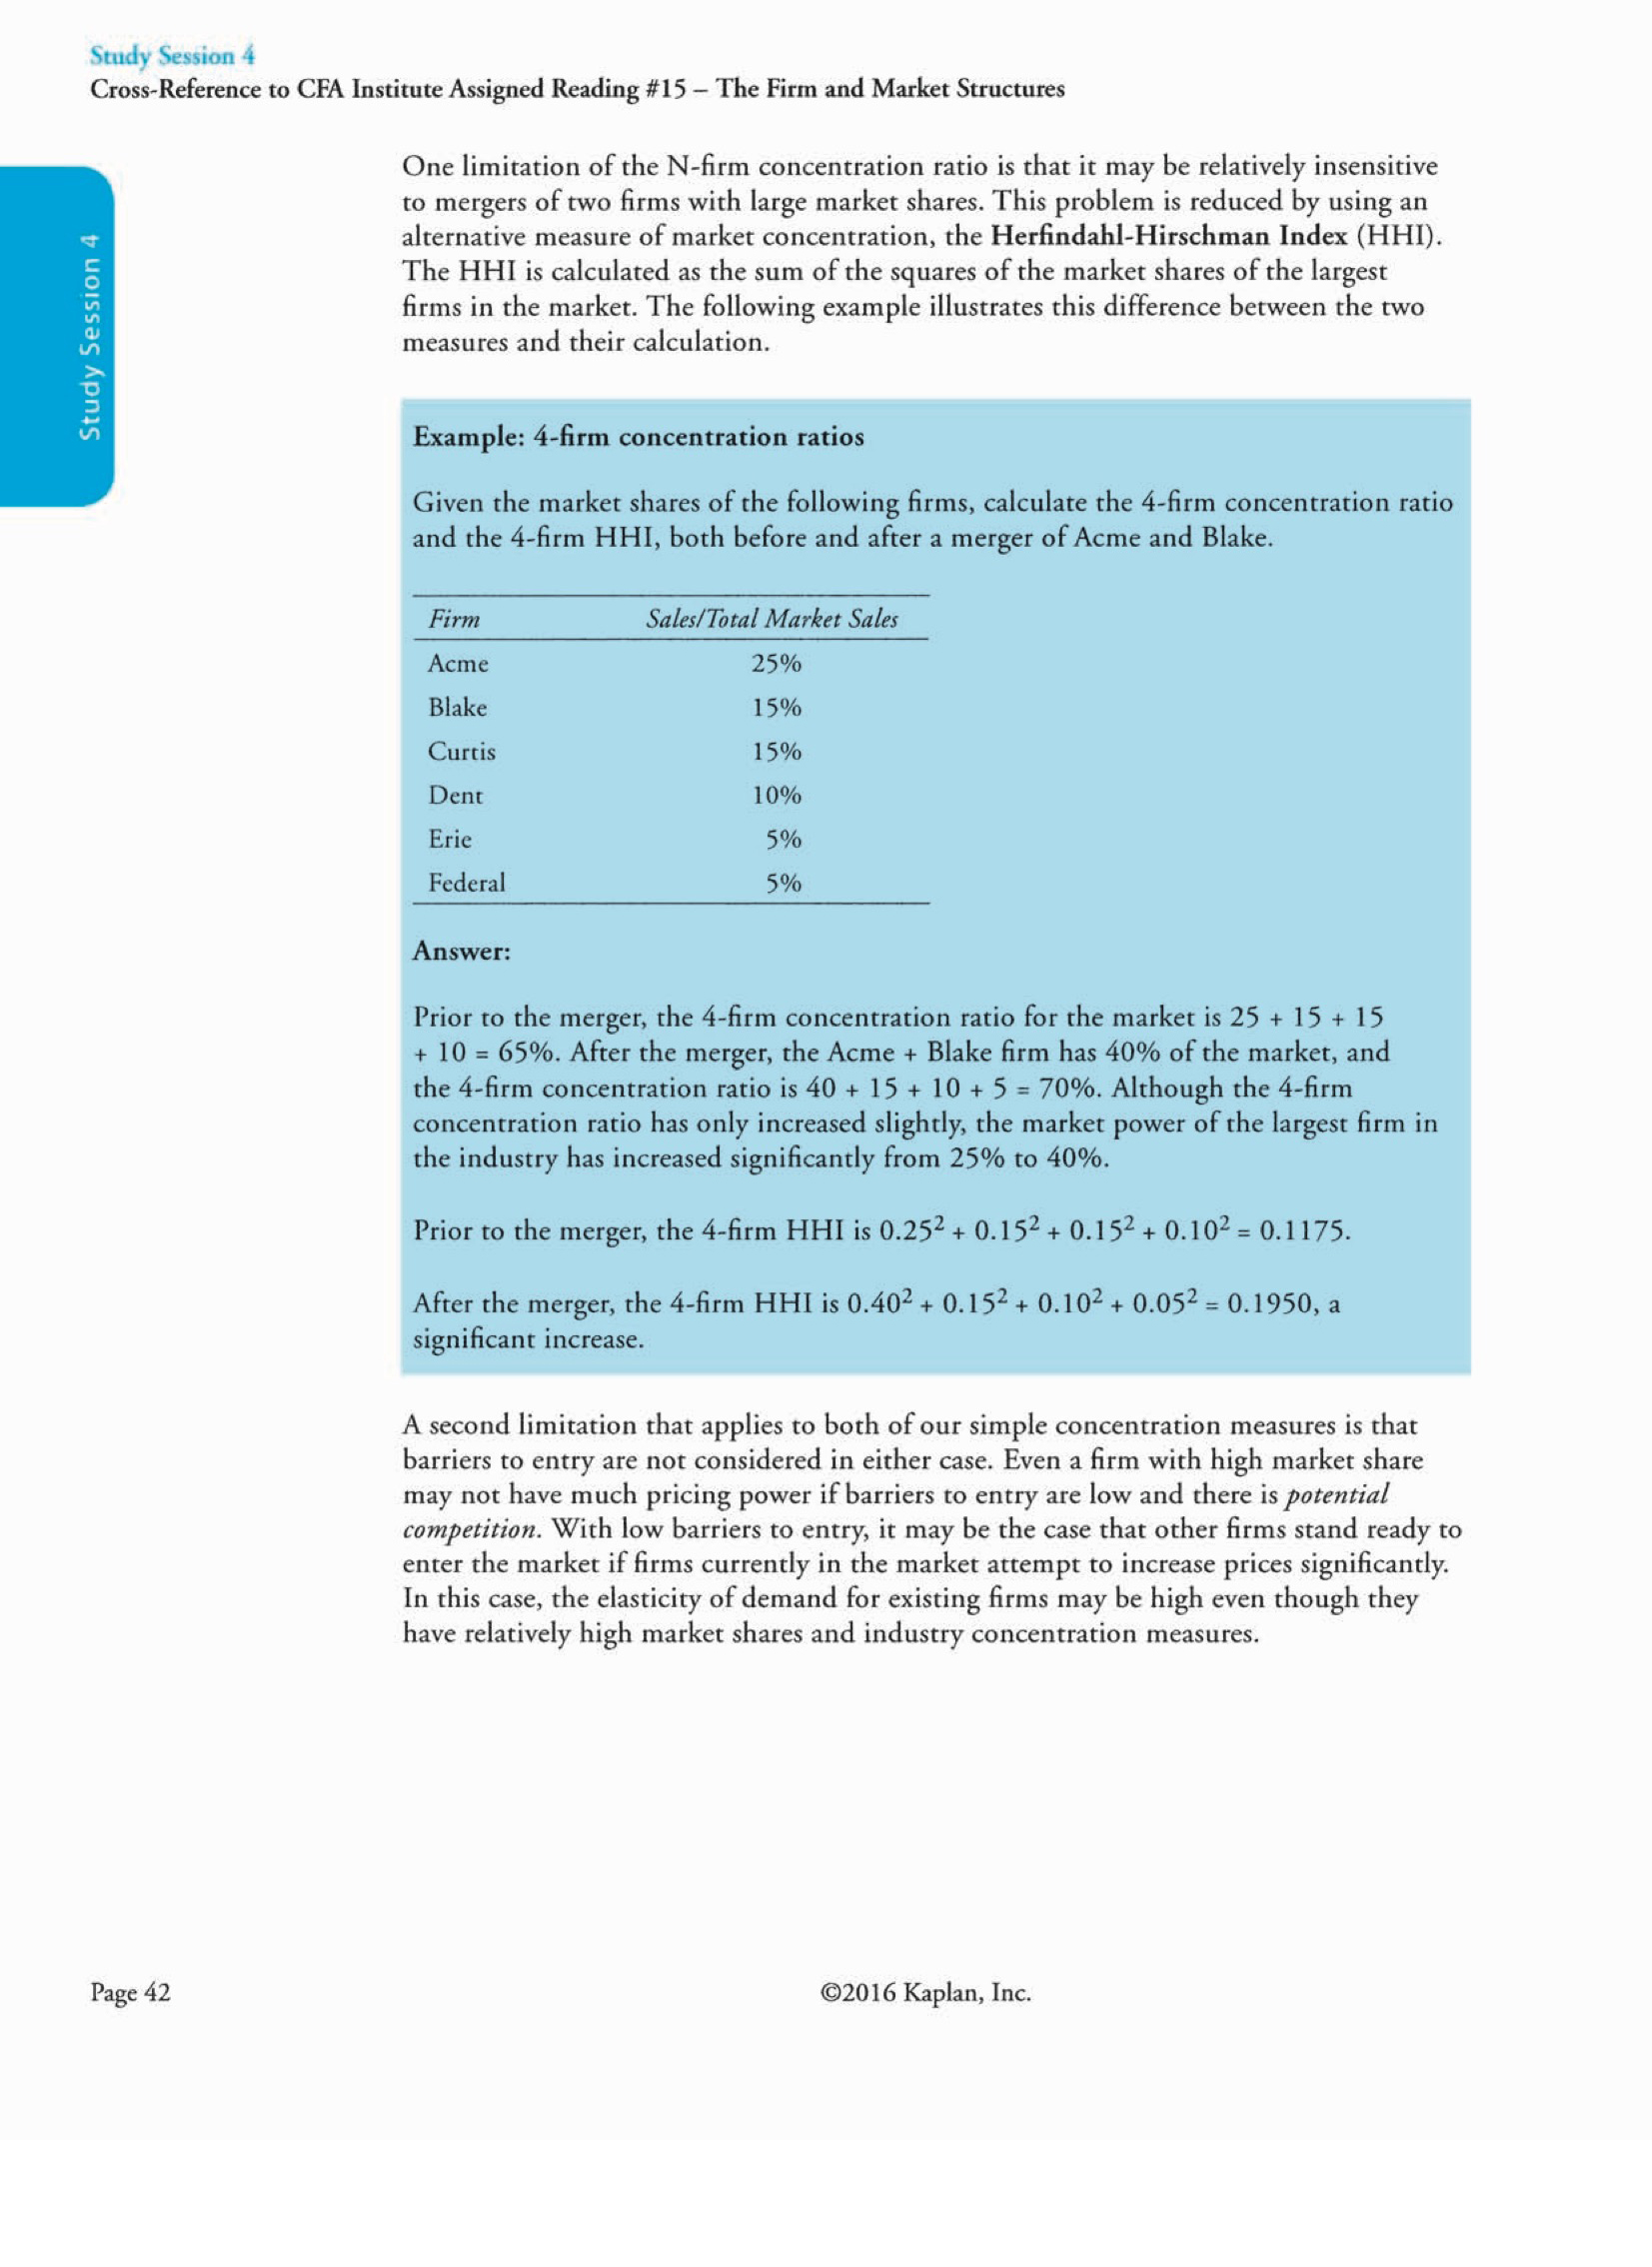 Study Session 4
Cross-Reference to CFA Institute Assigned Reading #15 – The Firm and Market Structures
Study Session 4
One limitation of the N-firm concentration ratio is that it may be relatively insensitive
to mergers of two firms with large market shares. This problem is reduced by using an
alternative measure of market concentration, the Herfindahl-Hirschman Index (HHI).
The HHI is calculated as the sum of the squares of the market shares of the largest
firms in the market. The following example illustrates this difference between the two
measures and their calculation.
Example: 4-firm concentration ratios
Given the market shares of the following firms, calculate the 4-firm concentration ratio
and the 4-firm HHI, both before and after a merger of Acme and Blake.
Firm Sales/Total Market Sales
Acme 25%
Blake 15%
Curtis 15%
Dent 10%
Erie 5%
Federal 5%
Answer:
Prior to the merger, the 4-firm concentration ratio for the market is 25 + 15 + 15
+ 10 = 65%. After the merger, the Acme + Blake firm has 40% of the market, and
the 4-firm concentration ratio is 40 + 15 + 10 + 5 = 70%. Although the 4-firm
concentration ratio has only increased slightly, the market power of the largest firm in
the industry has increased significantly from 25% to 40%.
Prior to the merger, the 4-firm HHI is 0.25² + 0.15² + 0.15² + 0.10² = 0.1175.
After the merger, the 4-firm HHI is 0.40² + 0.15² + 0.10² + 0.05² = 0.1950, a
significant increase.
A second limitation that applies to both of our simple concentration measures is that
barriers to entry are not considered in either case. Even a firm with high market share
may not have much pricing power if barriers to entry are low and there is potential
competition. With low barriers to entry, it may be the case that other firms stand ready to
enter the market if firms currently in the market attempt to increase prices significantly.
In this case, the elasticity of demand for existing firms may be high even though they
have relatively high market shares and industry concentration measures.
Page 42 ©2016 Kaplan, Inc.